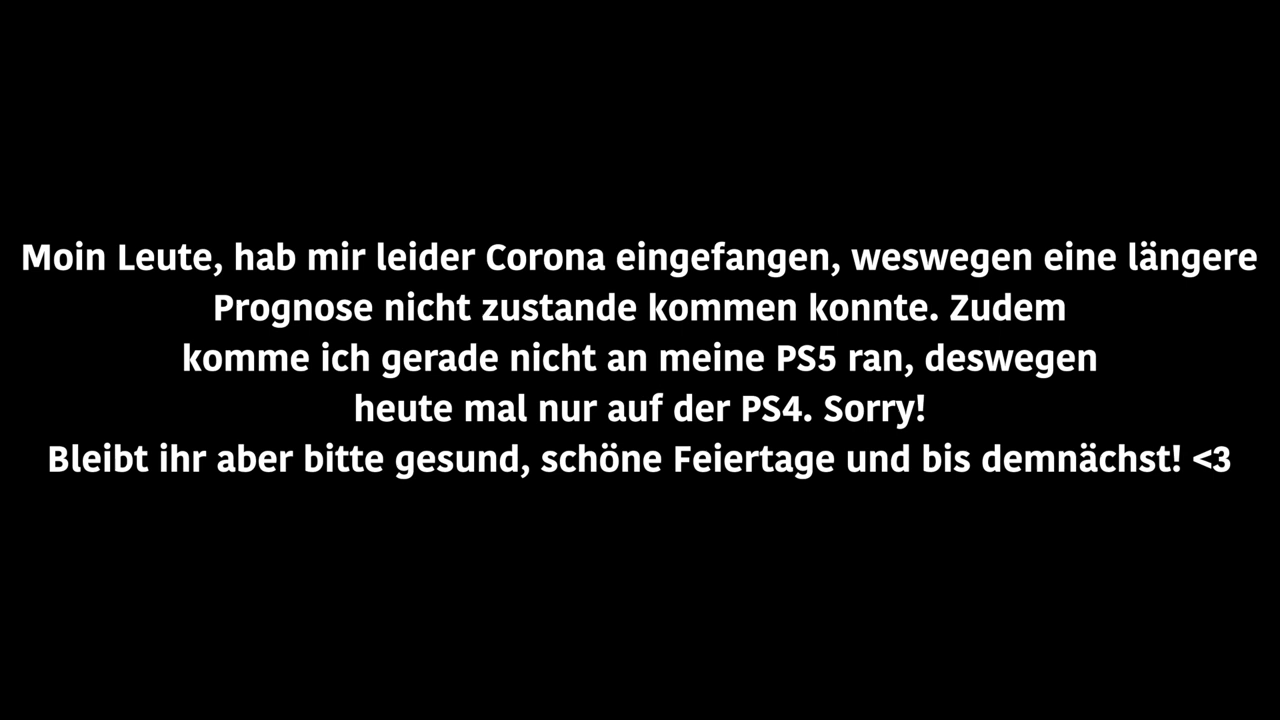 Moin Leute, hab mir leider Corona eingefangen, weswegen eine längere
Prognose nicht zustande kommen konnte. Zudem
komme ich gerade nicht an meine PS5 ran, deswegen
heute mal nur auf der PS4. Sorry!
Bleibt ihr aber bitte gesund, schöne Feiertage und bis demnächst! <3